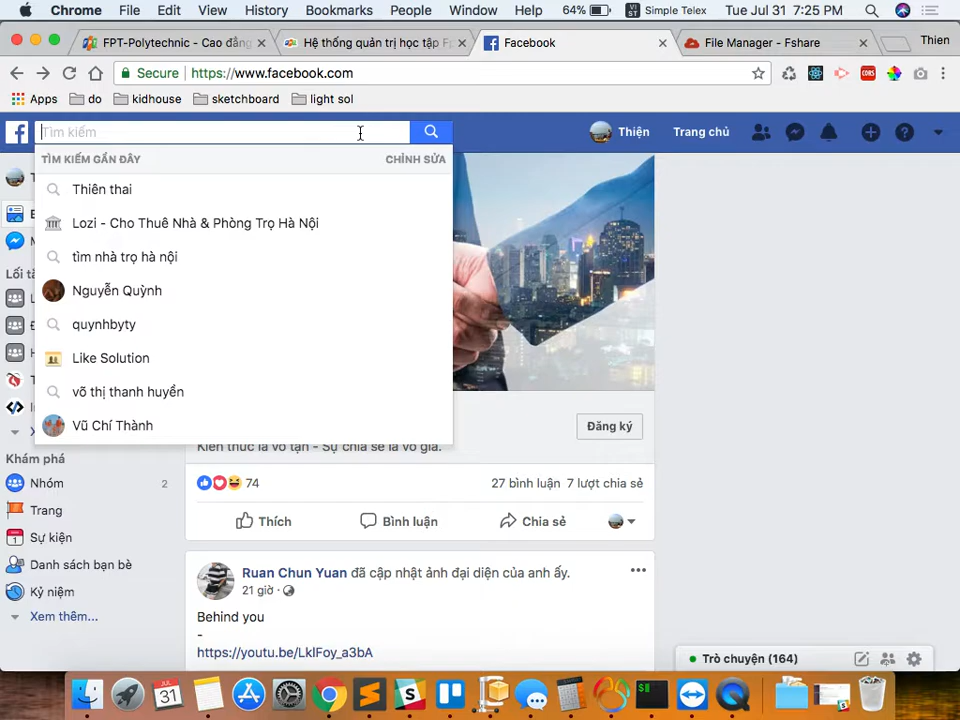 Chrome File Edit View History Bookmarks People Window Help 64% VI ST Simple Telex Tue Jul 31 7:25 PM
FPT-Polytechnic - Cao đẳng × Hệ thống quản trị học tập F × Facebook × File Manager - Fshare × Thien
Secure https://www.facebook.com CORS
Apps do kidhouse sketchboard light sol
Tìm kiếm Thiện Trang chủ
TÌM KIẾM GẦN ĐÂY CHỈNH SỬA
Thiên thai
Lozi - Cho Thuê Nhà & Phòng Trọ Hà Nội
tìm nhà trọ hà nội
Lối t
Nguyễn Quỳnh
quynhbyty
Like Solution
võ thị thanh huyền
Vũ Chí Thành
Đăng ký
Kiến thức là vô tận - Sự chia sẻ là vô giá.
Khám phá
Nhóm 2
74 27 bình luận 7 lượt chia sẻ
Trang
Thích Bình luận Chia sẻ
Sự kiện
Danh sách bạn bè
Kỷ niệm
Xem thêm...
Ruan Chun Yuan đã cập nhật ảnh đại diện của anh ấy.
21 giờ ·
Behind you
-
https://youtu.be/LklFoy_a3bA
Trò chuyện (164)
JUL
31